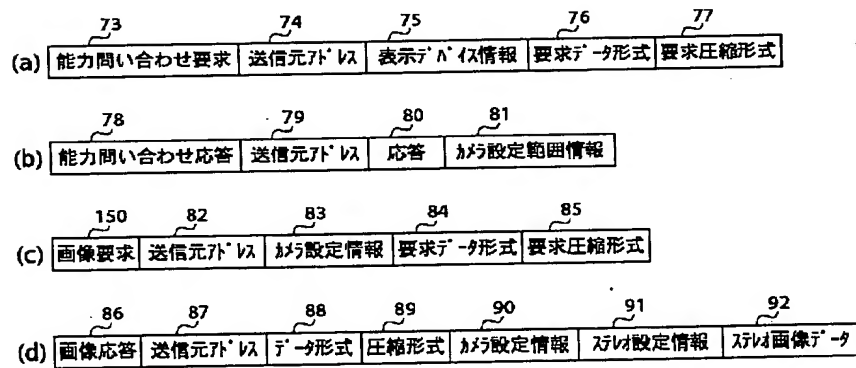 73 74 75 76 77
(a) 能力問い合わせ要求 送信元アドレス 表示デバイス情報 要求データ形式 要求圧縮形式
78 79 80 81
(b) 能力問い合わせ応答 送信元アドレス 応答 カメラ設定範囲情報
150 82 83 84 85
(c) 画像要求 送信元アドレス カメラ設定情報 要求データ形式 要求圧縮形式
86 87 88 89 90 91 92
(d) 画像応答 送信元アドレス データ形式 圧縮形式 カメラ設定情報 ステレオ設定情報 ステレオ画像データ